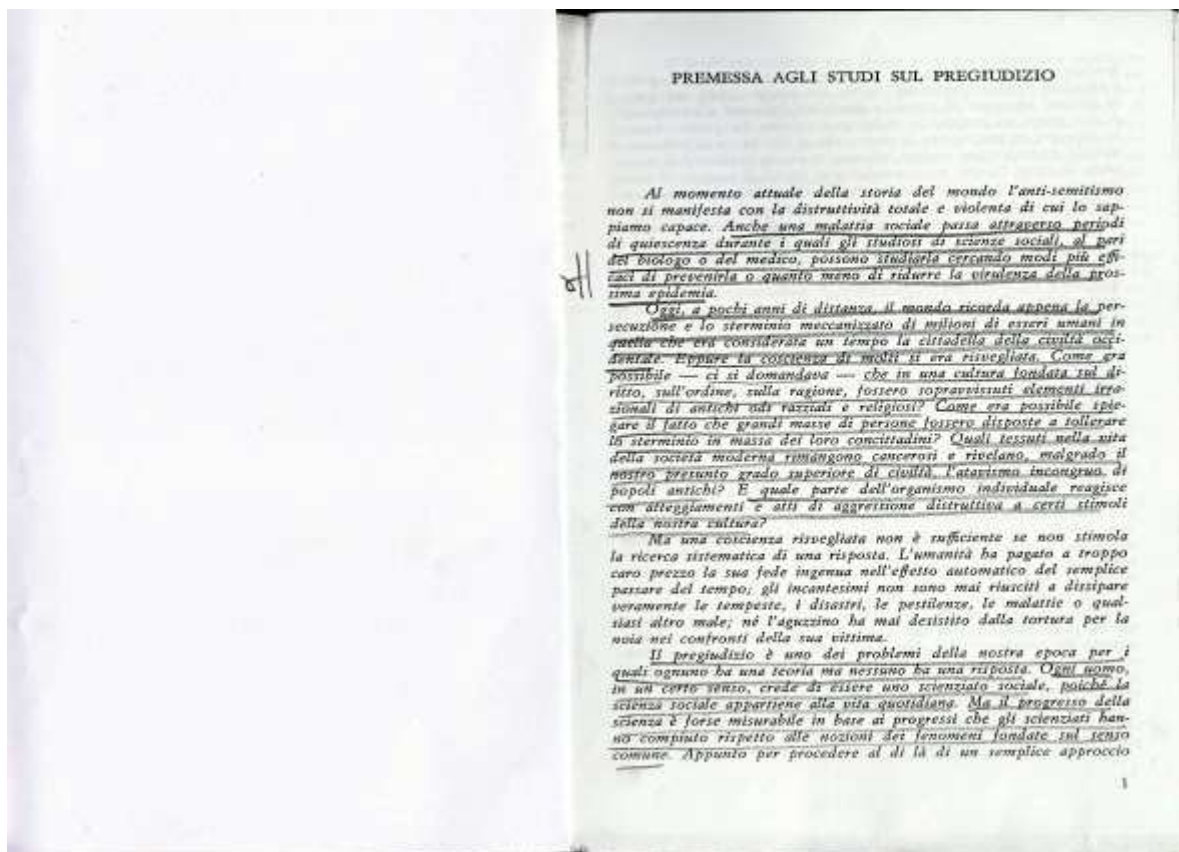 PREMESSA AGLI STUDI SUL PREGIUDIZIO
Al momento attuale della storia del mondo l'anti-semitismo
non si manifesta con la distruttività totale e violenta di cui lo sap-
piamo capace. Anche una malattia sociale passa attraverso periodi
di quiescenza durante i quali gli studiosi di scienze sociali, al pari
del biologo o del medico, possono studiarla cercando modi più effi-
caci di prevenirla o quanto meno di ridurre la virulenza della pros-
sima epidemia.
Oggi, a pochi anni di distanza, il mondo ricorda appena la per-
secuzione e lo sterminio meccanizzato di milioni di esseri umani in
quella che era considerata un tempo la cittadella della civiltà occi-
dentale. Eppure la coscienza di molti si era risvegliata. Come era
possibile — ci si domandava — che in una cultura fondata sul di-
ritto, sull'ordine, sulla ragione, fossero sopravvissuti elementi irra-
zionali di antichi odi razziali e religiosi? Come era possibile spie-
gare il fatto che grandi masse di persone fossero disposte a tollerare
lo sterminio in massa dei loro concittadini? Quali tessuti nella vita
della società moderna rimangono cancerosi e rivelano, malgrado il
nostro presunto grado superiore di civiltà, l'atavismo incongruo di
popoli antichi? E quale parte dell'organismo individuale reagisce
con atteggiamenti e atti di aggressione distruttiva a certi stimoli
della nostra cultura?
Ma una coscienza risvegliata non è sufficiente se non stimola
la ricerca sistematica di una risposta. L'umanità ha pagato a troppo
caro prezzo la sua fede ingenua nell'effetto automatico del semplice
passare del tempo; gli incantesimi non sono mai riusciti a dissipare
veramente le tempeste, i disastri, le pestilenze, le malattie o qual-
siasi altro male; né l'aguzzino ha mai desistito dalla tortura per la
noia nei confronti della sua vittima.
Il pregiudizio è uno dei problemi della nostra epoca per i
quali ognuno ha una teoria ma nessuno ha una risposta. Ogni uomo,
in un certo senso, crede di essere uno scienziato sociale, poiché la
scienza sociale appartiene alla vita quotidiana. Ma il progresso della
scienza è forse misurabile in base ai progressi che gli scienziati han-
no compiuto rispetto alle nozioni dei fenomeni fondate sul senso
comune. Appunto per procedere al di là di un semplice approccio
1